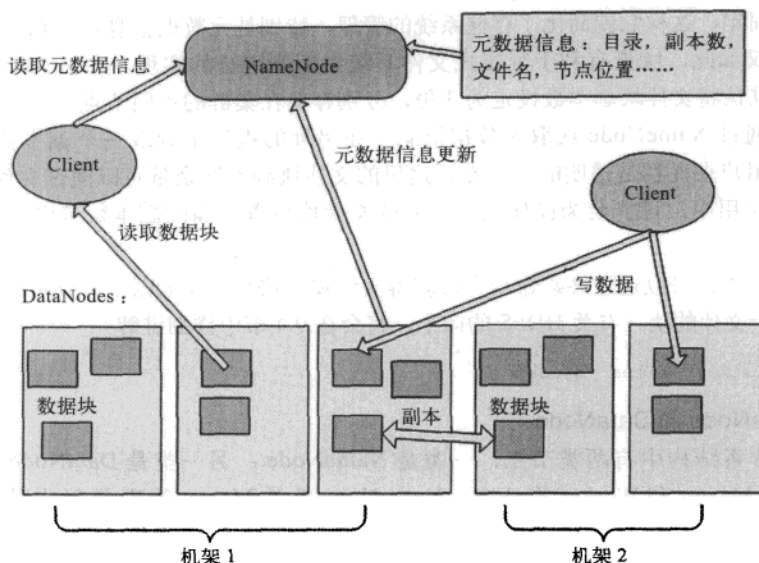 元数据信息：目录，副本数，
文件名，节点位置……
NameNode
读取元数据信息
Client
元数据信息更新
Client
读取数据块
写数据
DataNodes：
数据块
副本
数据块
机架 1
机架 2